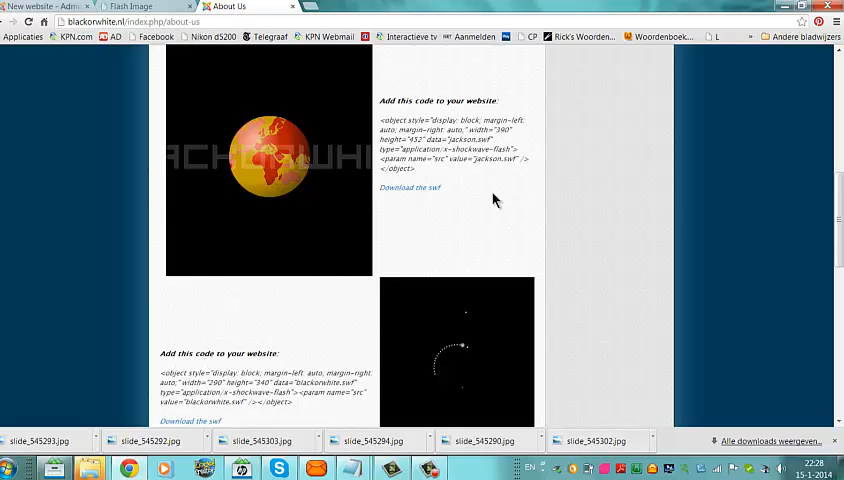 New website - Adm
Flash Image
About Us
blackorwhite.nl/index.php/about-us
Applicaties
KPN.com
AD
Facebook
Nikon d5200
Telegraaf
KPN Webmail
Interactieve tv
Aanmelden
CP
Rick's Woorden...
Woordenboek....
L
»
Andere bladwijzers
ACKORWHI
Add this code to your website:
<object style="display: block; margin-left:
auto; margin-right: auto;" width="390"
height="452" data="jackson.swf"
type="application/x-shockwave-flash">
<param name="src" value="jackson.swf" />
</object>
Download the swf
Add this code to your website:
<object style="display: block; margin-left: auto; margin-right:
auto;" width="290" height="340" data="blackorwhite.swf"
type="application/x-shockwave-flash"><param name="src"
value="blackorwhite.swf" /></object>
Download the swf
slide_545293.jpg
slide_545292.jpg
slide_545303.jpg
slide_545294.jpg
slide_545290.jpg
slide_545302.jpg
Alle downloads weergeven...
EN
22:28
15-1-2014